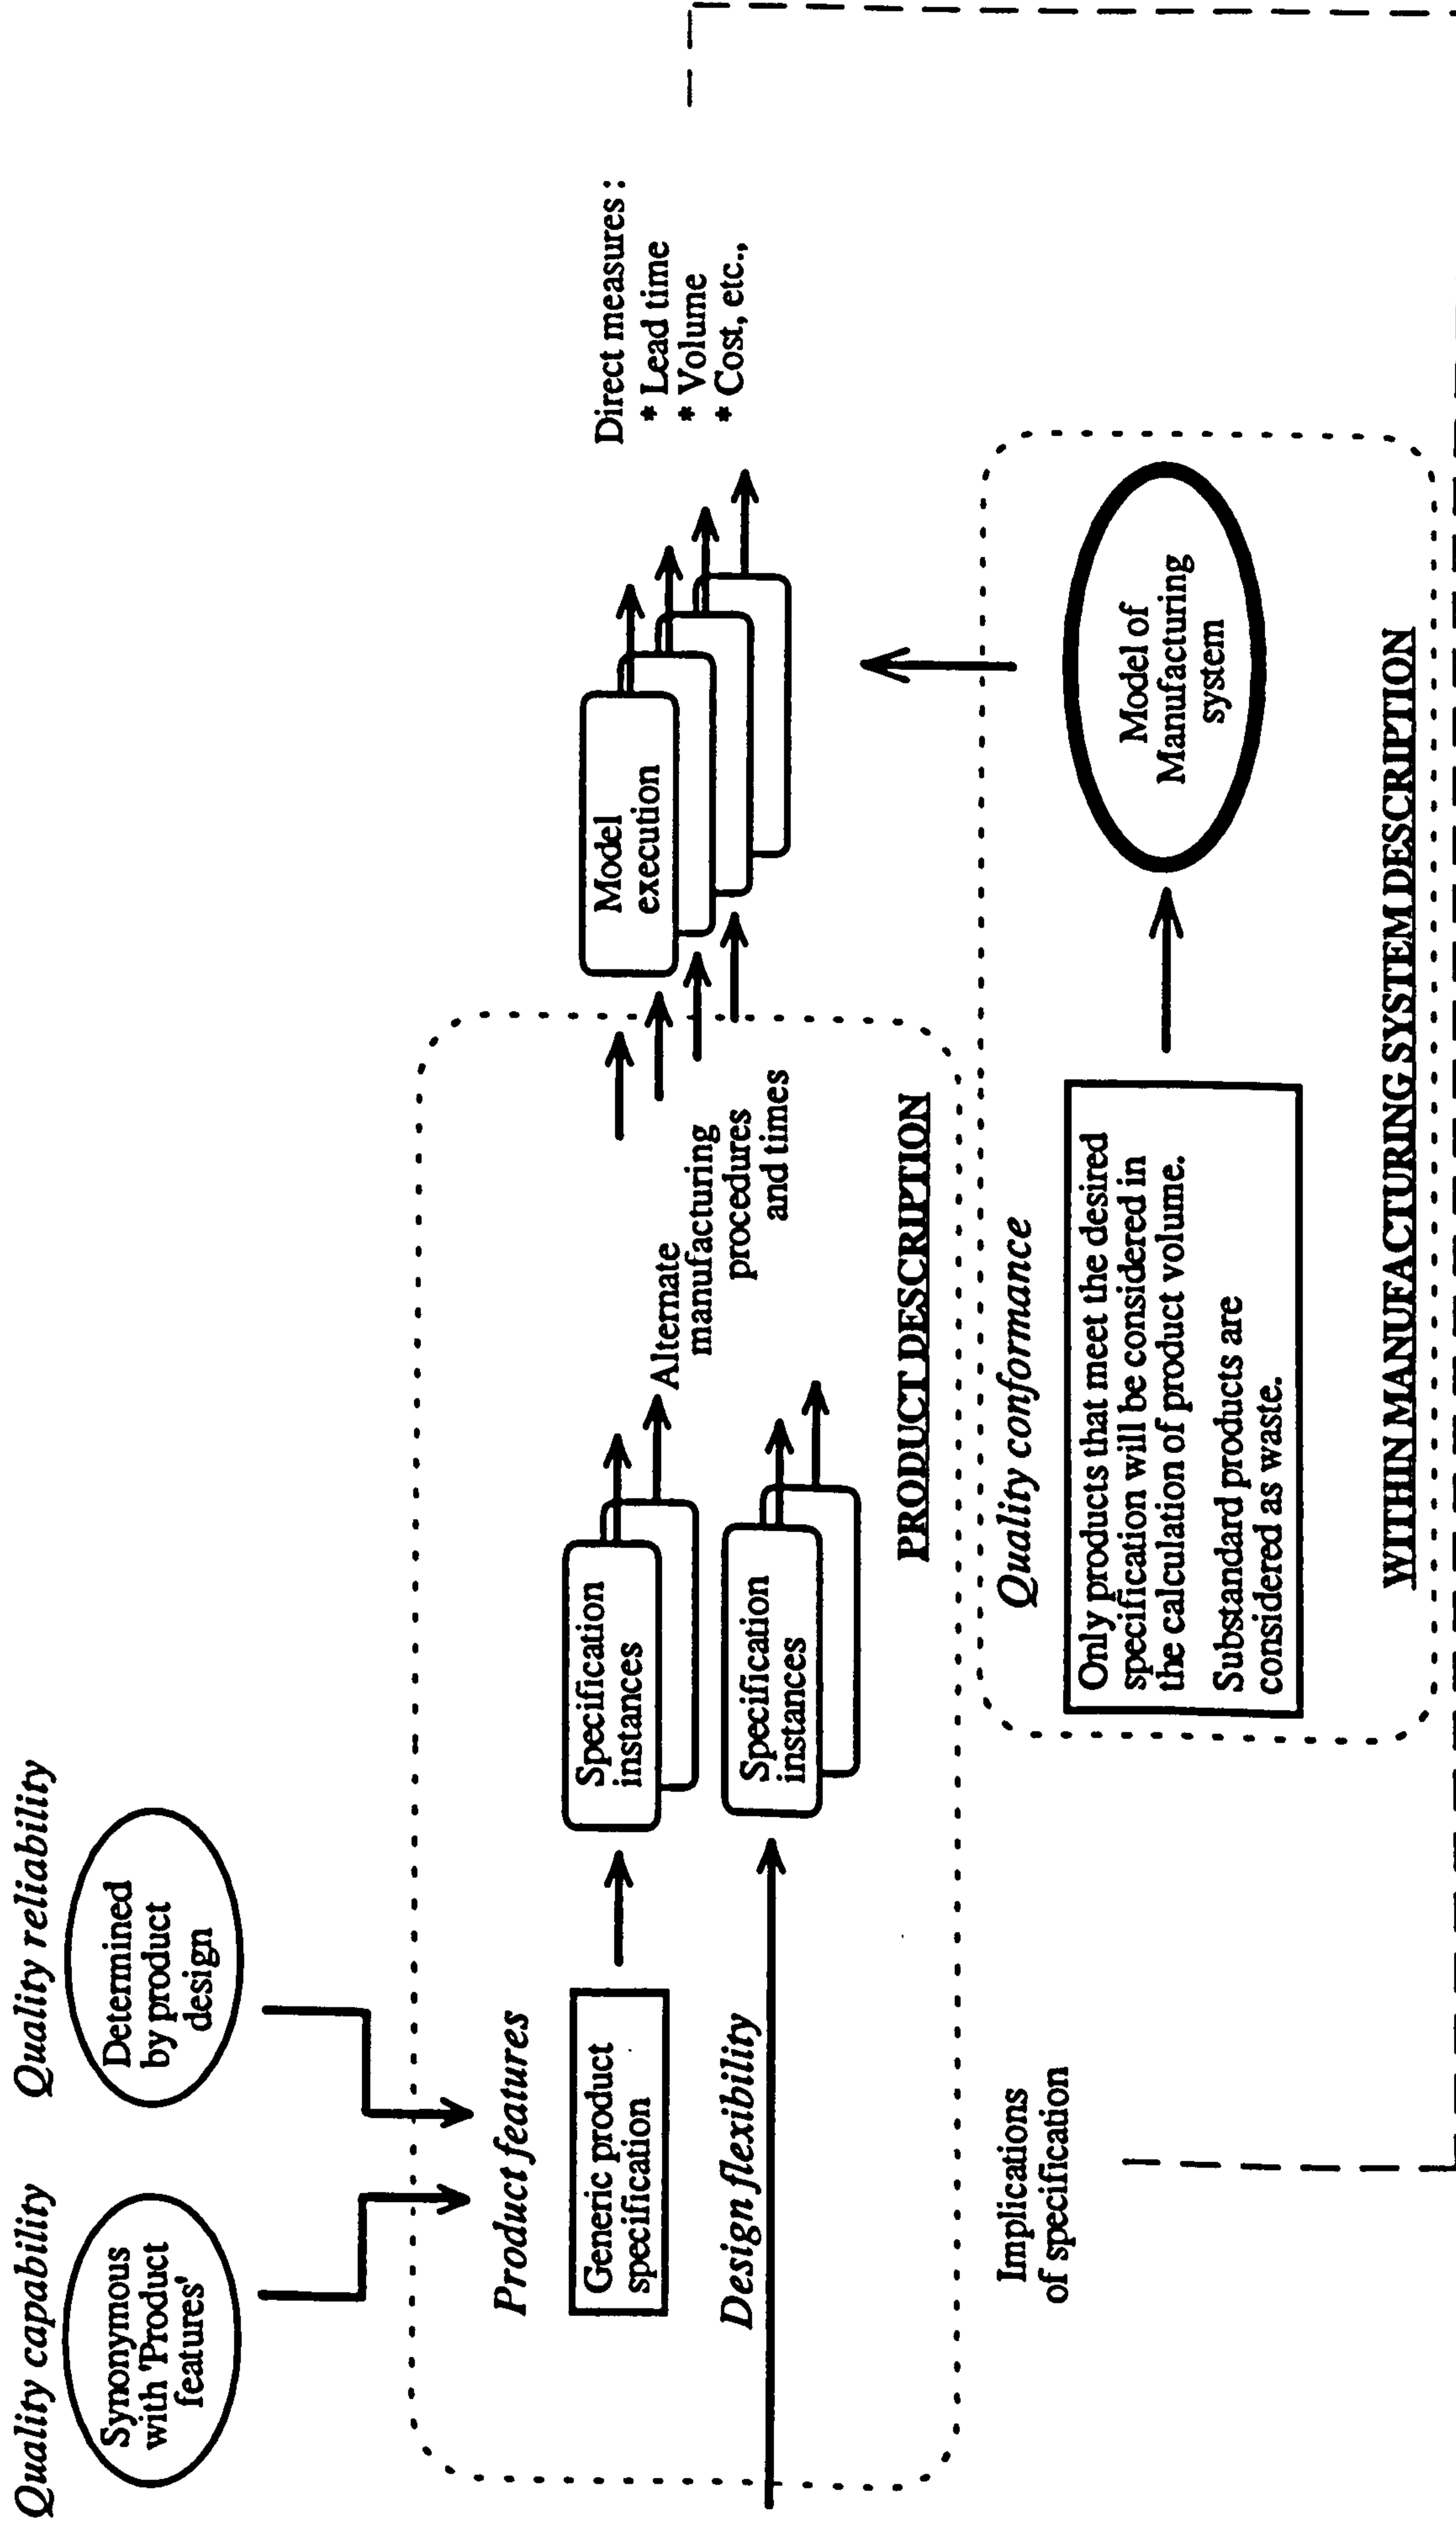 Quality capability
Quality reliability
Synonymous
with 'Product
features'
Determined
by product
design
Product features
Generic product
specification
Specification
instances
Design flexibility
Specification
instances
Alternate
manufacturing
procedures
and times
PRODUCT DESCRIPTION
Model
execution
Direct measures :
* Lead time
* Volume
* Cost, etc.,
Implications
of specification
Quality conformance
Only products that meet the desired
specification will be considered in
the calculation of product volume.
Substandard products are
considered as waste.
Model of
Manufacturing
system
WITHIN MANUFACTURING SYSTEM DESCRIPTION